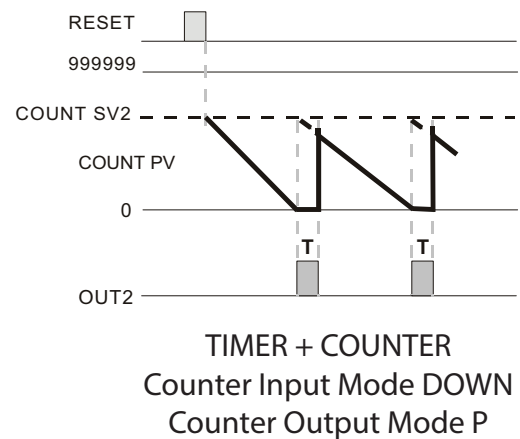 RESET
999999
COUNT SV2
COUNT PV
0
T T
OUT2
TIMER + COUNTER
Counter Input Mode DOWN
Counter Output Mode P